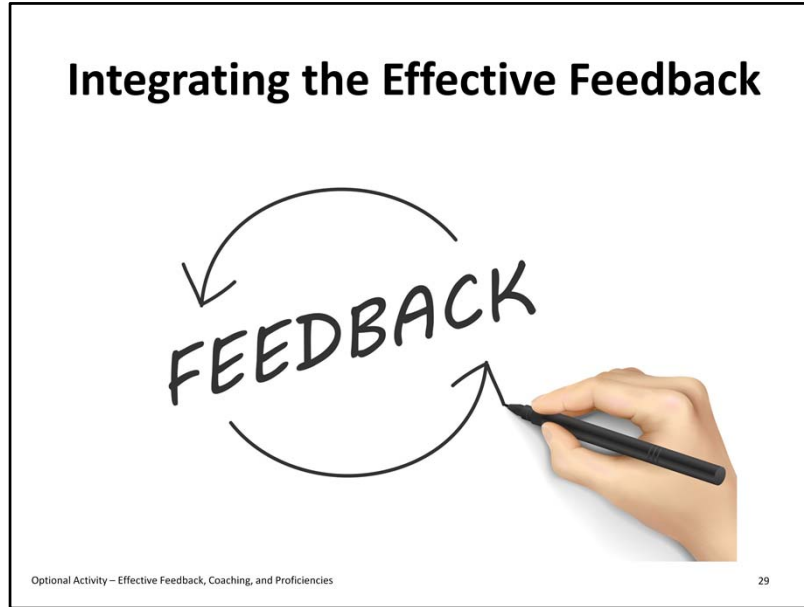 Integrating the Effective Feedback
FEEDBACK
Optional Activity – Effective Feedback, Coaching, and Proficiencies
29